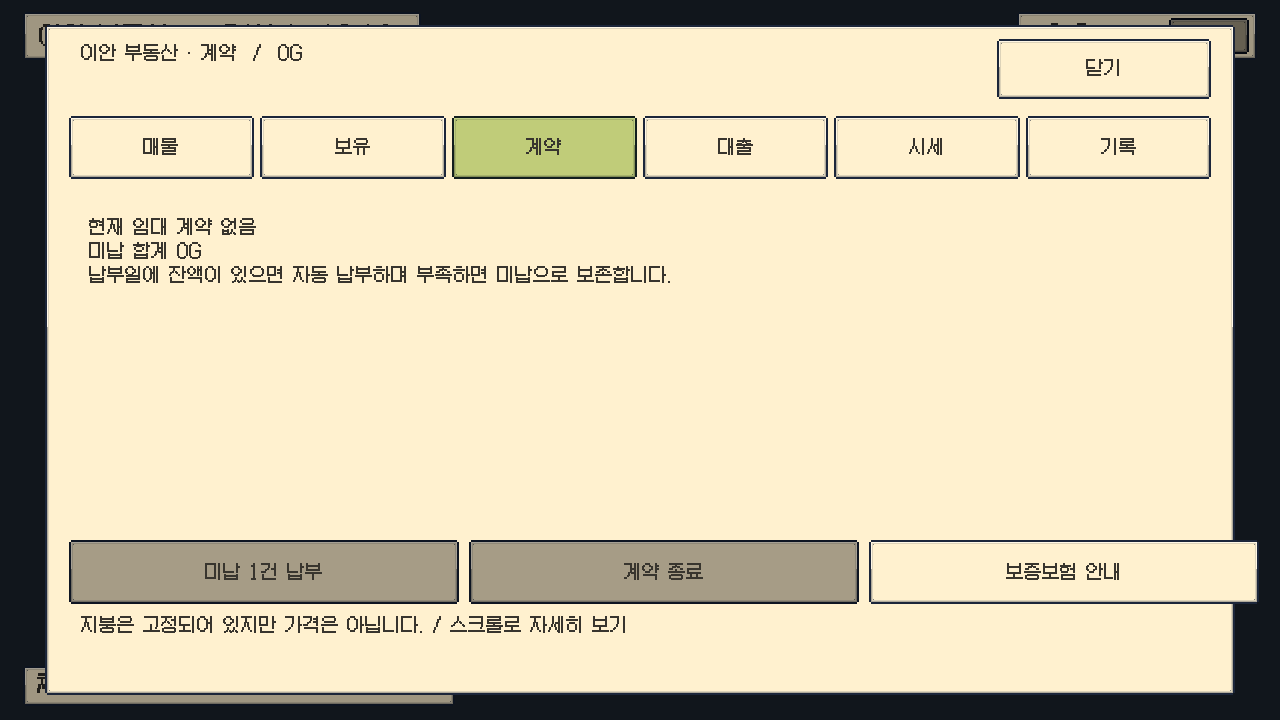 이안 부동산 · 계약 / 0G
닫기
매물
보유
계약
대출
시세
기록
현재 임대 계약 없음
미납 합계 0G
납부일에 잔액이 있으면 자동 납부하며 부족하면 미납으로 보존합니다.
미납 1건 납부
계약 종료
보증보험 안내
지붕은 고정되어 있지만 가격은 아닙니다. / 스크롤로 자세히 보기